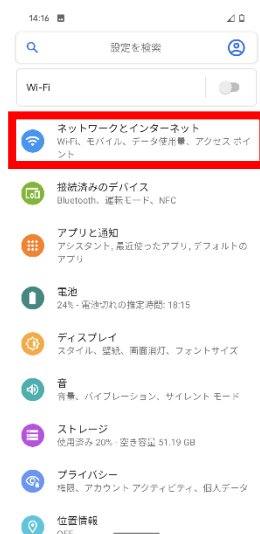 14:16
設定を検索
Wi-Fi
ネットワークとインターネット
Wi-Fi、モバイル、データ使用量、アクセス ポイ
ント
接続済みのデバイス
Bluetooth、運転モード、NFC
アプリと通知
アシスタント, 最近使ったアプリ, デフォルトの
アプリ
電池
24% - 電池切れの推定時間: 18:15
ディスプレイ
スタイル、壁紙、画面消灯、フォントサイズ
音
音量、バイブレーション、サイレント モード
ストレージ
使用済み 20% - 空き容量 51.19 GB
プライバシー
権限、アカウント アクティビティ、個人データ
位置情報
OFF